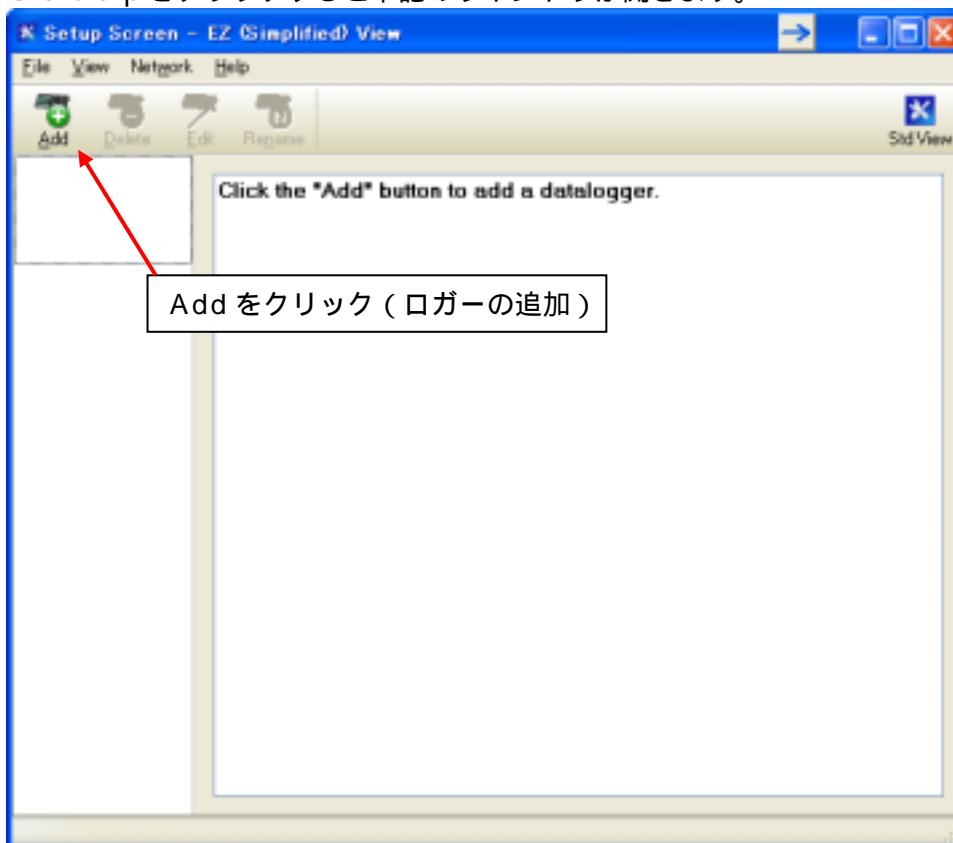 Setup Screen - EZ (Simplified) View
File View Network Help
Add Delete Edit Rename Std View
Click the "Add" button to add a datalogger.
Add をクリック ( ロガーの追加 )